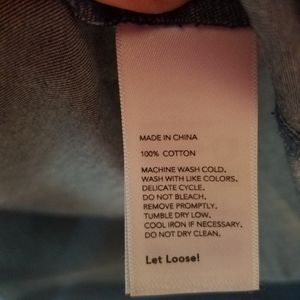 MADE IN CHINA
100% COTTON
MACHINE WASH COLD.
WASH WITH LIKE COLORS.
DELICATE CYCLE.
DO NOT BLEACH.
REMOVE PROMPTLY.
TUMBLE DRY LOW.
COOL IRON IF NECESSARY.
DO NOT DRY CLEAN.
Let Loose!